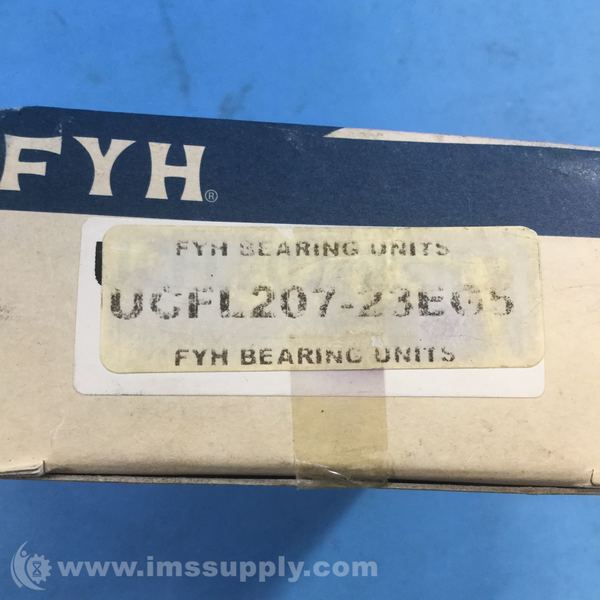 FYH®
FYH BEARING UNITS
UCFL207-23EG5
FYH BEARING UNITS
www.imssupply.com